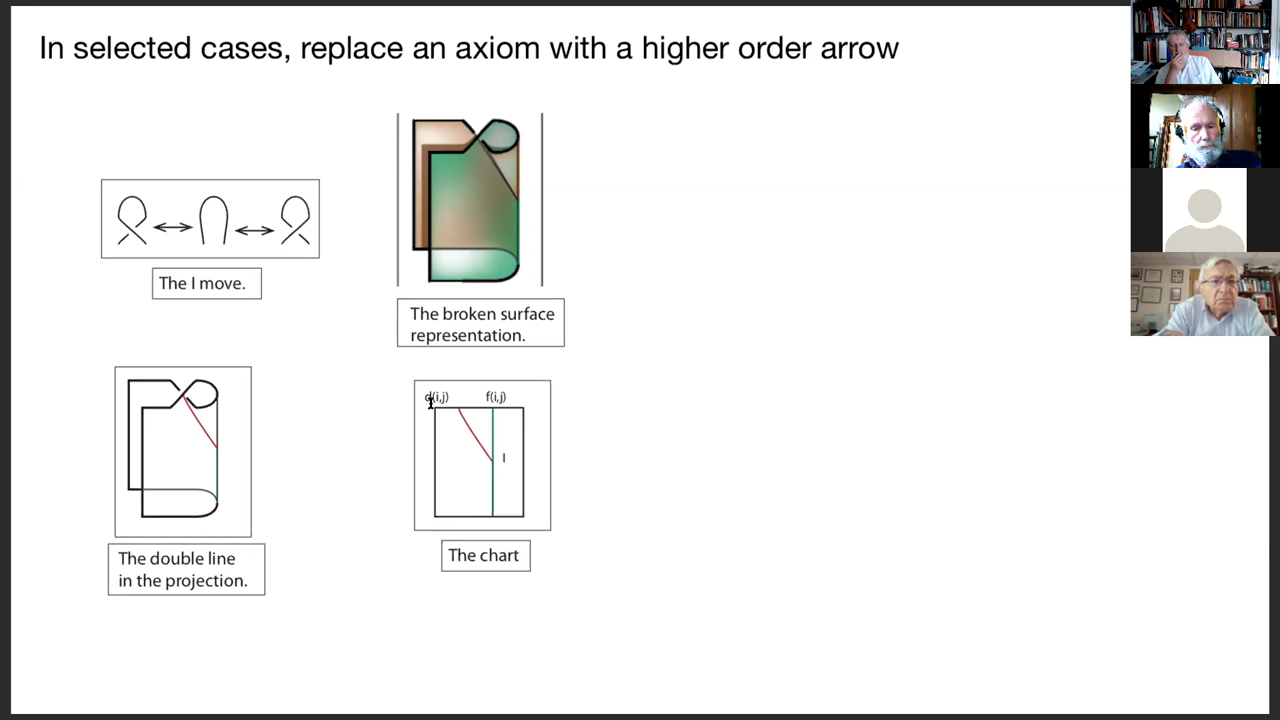 In selected cases, replace an axiom with a higher order arrow
The I move.
The broken surface
representation.
d(i,j) f(i,j)
I
The double line
in the projection.
The chart